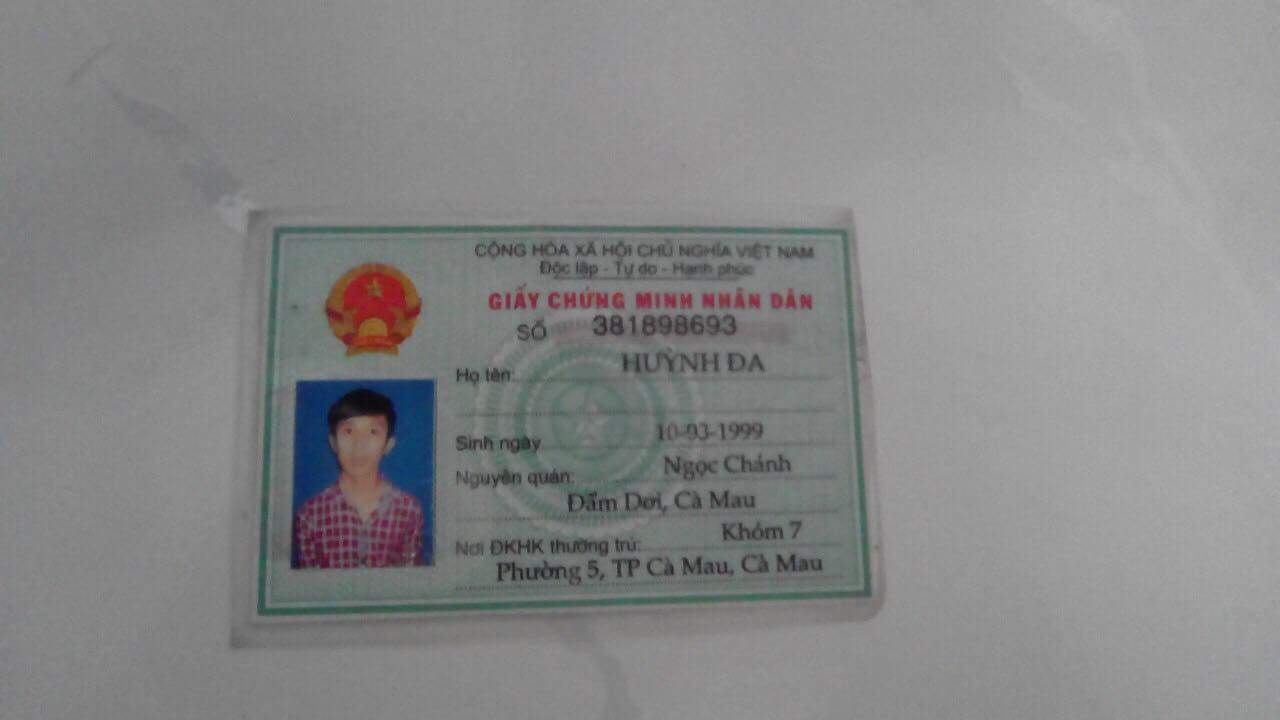 CỘNG HÒA XÃ HỘI CHỦ NGHĨA VIỆT NAM
Độc lập - Tự do - Hạnh phúc
GIẤY CHỨNG MINH NHÂN DÂN
SỐ 381898693
Họ tên: HUỲNH ĐA
Sinh ngày 10-03-1999
Nguyên quán: Ngọc Chánh
Đầm Dơi, Cà Mau
Nơi ĐKHK thường trú: Khóm 7
Phường 5, TP Cà Mau, Cà Mau